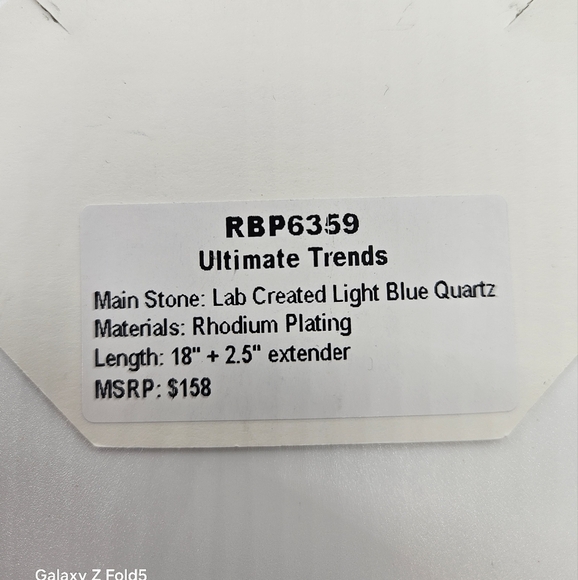 RBP6359
Ultimate Trends
Main Stone: Lab Created Light Blue Quartz
Materials: Rhodium Plating
Length: 18" + 2.5" extender
MSRP: $158
Galaxy Z Fold5